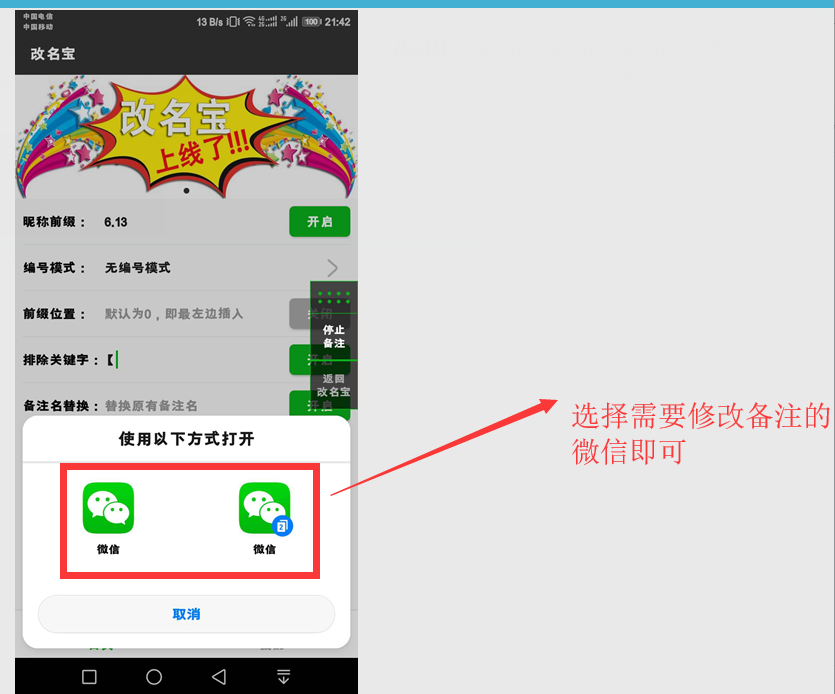 中国电信
中国移动
13 B/s
4G
2G
2G
100
21:42
改名宝
改名宝
上线了!!!
昵称前缀：
6.13
开启
编号模式：
无编号模式
前缀位置：
默认为0，即最左边插入
关闭
停止
备注
排除关键字：【
开启
返回
改名宝
备注名替换：
替换原有备注名
开启
使用以下方式打开
选择需要修改备注的
微信即可
2
微信
微信
取消